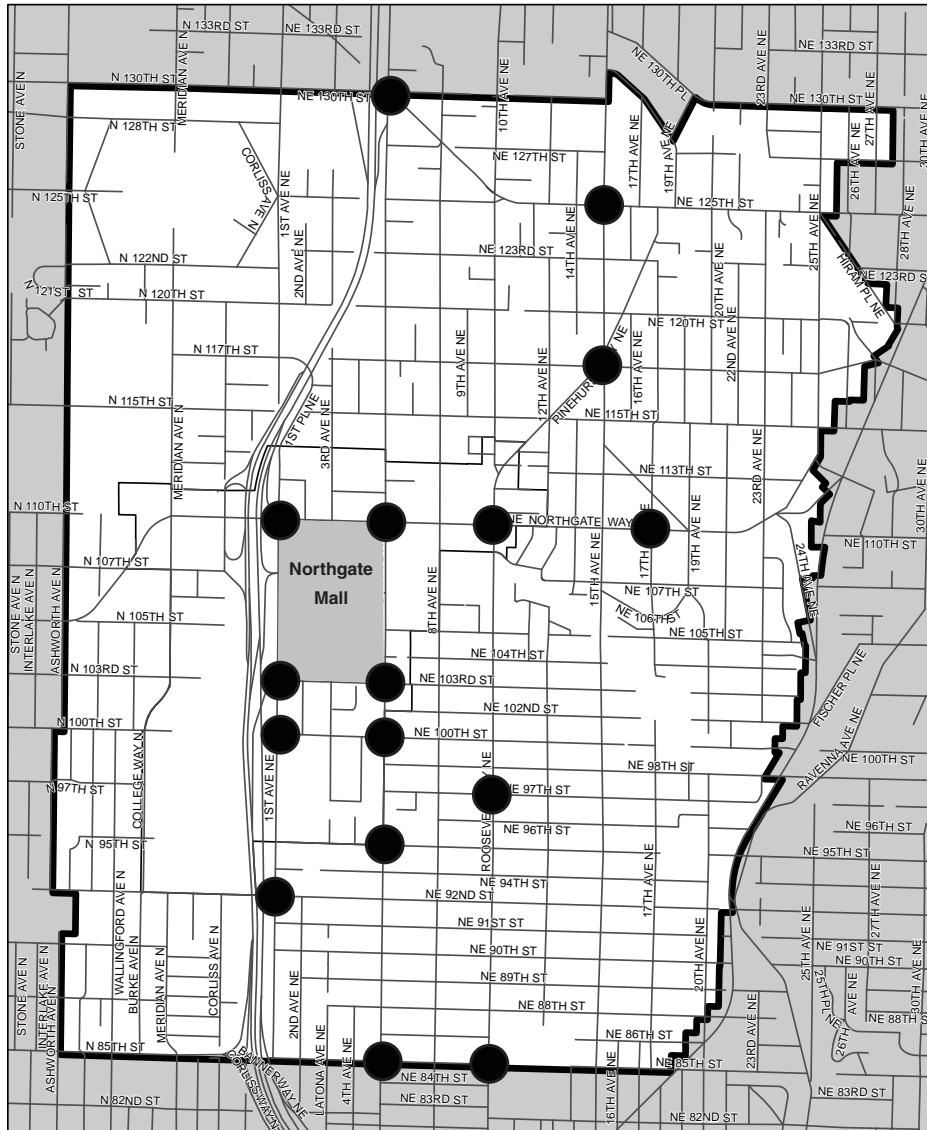 N 133RD ST
NE 133RD ST
NE 130TH PL
23RD AVE NE
NE 133RD ST
STONE AVE N
MERIDIAN AVE N
N 130TH ST
NE 130TH ST
10TH AVE NE
NE 130TH ST
27TH AVE NE
30TH AVE NE
N 128TH ST
CORLISS AVE N
NE 127TH ST
17TH AVE NE
19TH AVE NE
26TH AVE NE
N 125TH ST
1ST AVE NE
NE 125TH ST
28TH AVE NE
2ND AVE NE
NE 123RD ST
14TH AVE NE
20TH AVE NE
25TH AVE NE
HIRAM PL NE
NE 123RD S
N 122ND ST
N 121ST ST
N 120TH ST
NE 120TH ST
N 117TH ST
9TH AVE NE
12TH AVE NE
16TH AVE NE
22ND AVE NE
N 115TH ST
1ST PL NE
3RD AVE NE
NE 115TH ST
MERIDIAN AVE N
NE 113TH ST
23RD AVE NE
30TH AVE NE
N 110TH ST
NE NORTHGATE WAY
17TH
19TH AVE NE
NE 110TH ST
STONE AVE N
INTERLAKE AVE N
ASHWORTH AVE N
N 107TH ST
Northgate
Mall
8TH AVE NE
15TH AVE NE
NE 107TH ST
24TH AVE NE
N 105TH ST
NE 106TH ST
NE 105TH ST
NE 104TH ST
N 103RD ST
NE 103RD ST
FISCHER PL NE
NE 102ND ST
N 100TH ST
NE 100TH ST
RAVENNA AVE NE
NE 100TH ST
COLLEGE WAY N
1ST AVE NE
NE 98TH ST
N 97TH ST
NE 97TH ST
NE 96TH ST
NE 96TH ST
N 95TH ST
NE 95TH ST
NE 94TH ST
17TH AVE NE
27TH AVE NE
NE 92ND ST
WALLINGFORD AVE N
BURKE AVE N
MERIDIAN AVE N
CORLISS AVE N
NE 91ST ST
NE 90TH ST
20TH AVE NE
25TH AVE NE
NE 91ST ST
NE 90TH ST
STONE AVE N
INTERLAKE AVE N
ASHWORTH AVE N
2ND AVE NE
NE 89TH ST
25TH PL NE
26TH AVE NE
30TH AVE NE
NE 88TH ST
NE 88TH S
LATONA AVE NE
4TH AVE NE
NE 86TH ST
23RD AVE NE
N 85TH ST
NE 85TH ST
BANNERWAY NE
CORLISSWAY N
NE 84TH ST
16TH AVE NE
N 82ND ST
NE 83RD ST
NE 83RD ST
NE 82ND ST